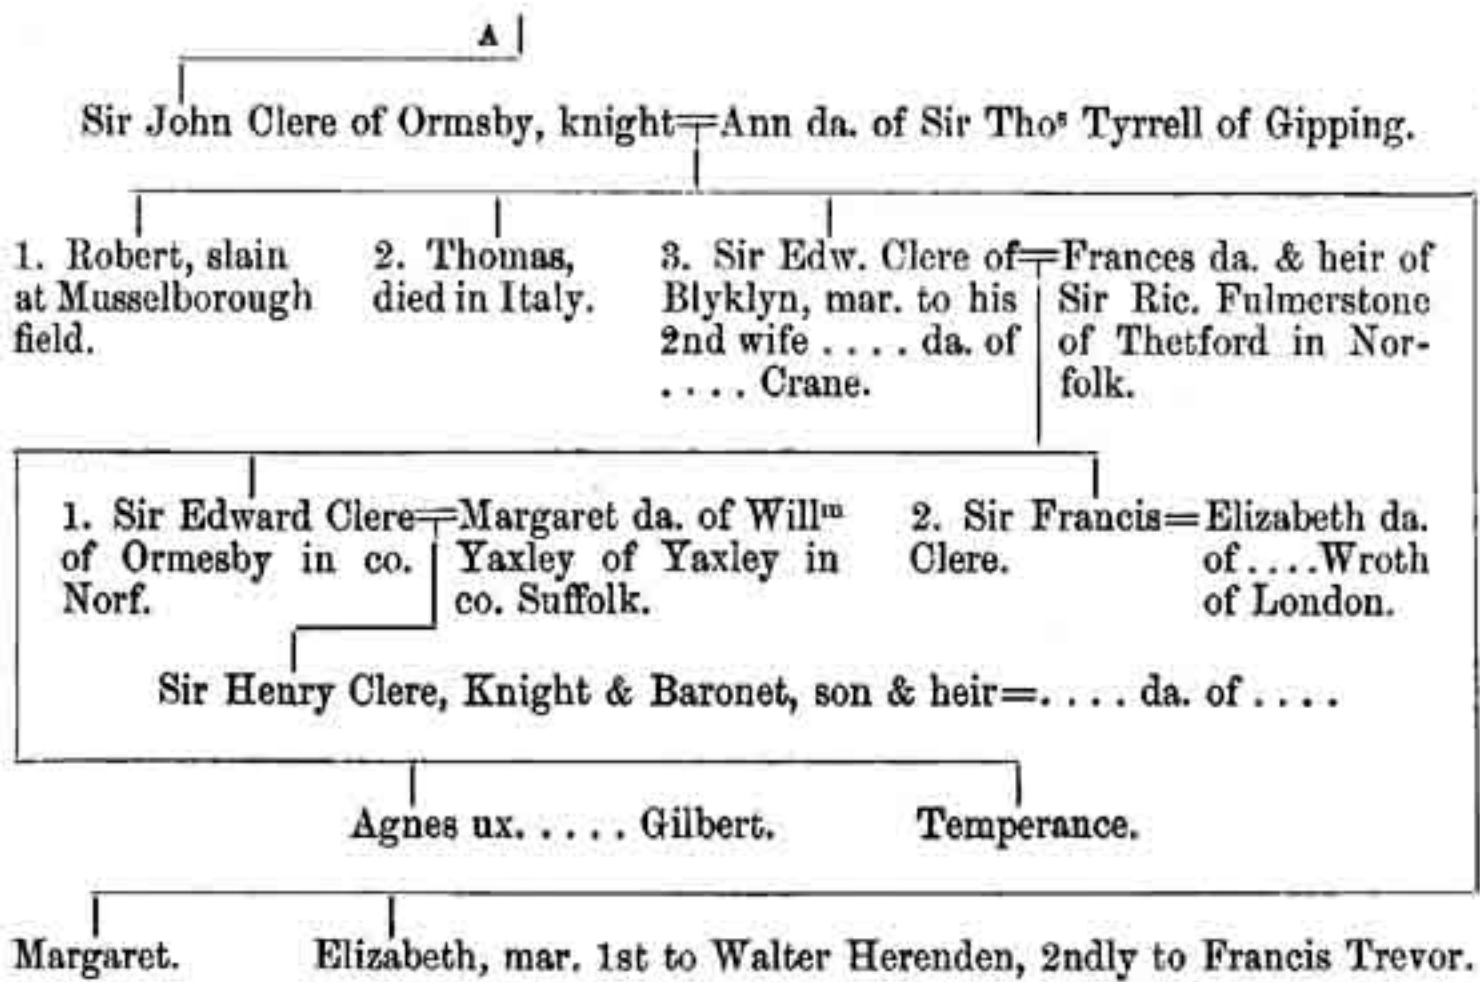 A
Sir John Clere of Ormsby, knight=Ann da. of Sir Thoˢ Tyrrell of Gipping.
1. Robert, slain
at Musselborough
field.
2. Thomas,
died in Italy.
3. Sir Edw. Clere of=
Blyklyn, mar. to his
2nd wife . . . . da. of
. . . . Crane.
Frances da. & heir of
Sir Ric. Fulmerstone
of Thetford in Nor-
folk.
1. Sir Edward Clere=
of Ormesby in co.
Norf.
Margaret da. of Willᵐ
Yaxley of Yaxley in
co. Suffolk.
2. Sir Francis=
Clere.
Elizabeth da.
of . . . . Wroth
of London.
Sir Henry Clere, Knight & Baronet, son & heir=. . . . da. of . . . .
Agnes ux. . . . . Gilbert.
Temperance.
Margaret.
Elizabeth, mar. 1st to Walter Herenden, 2ndly to Francis Trevor.